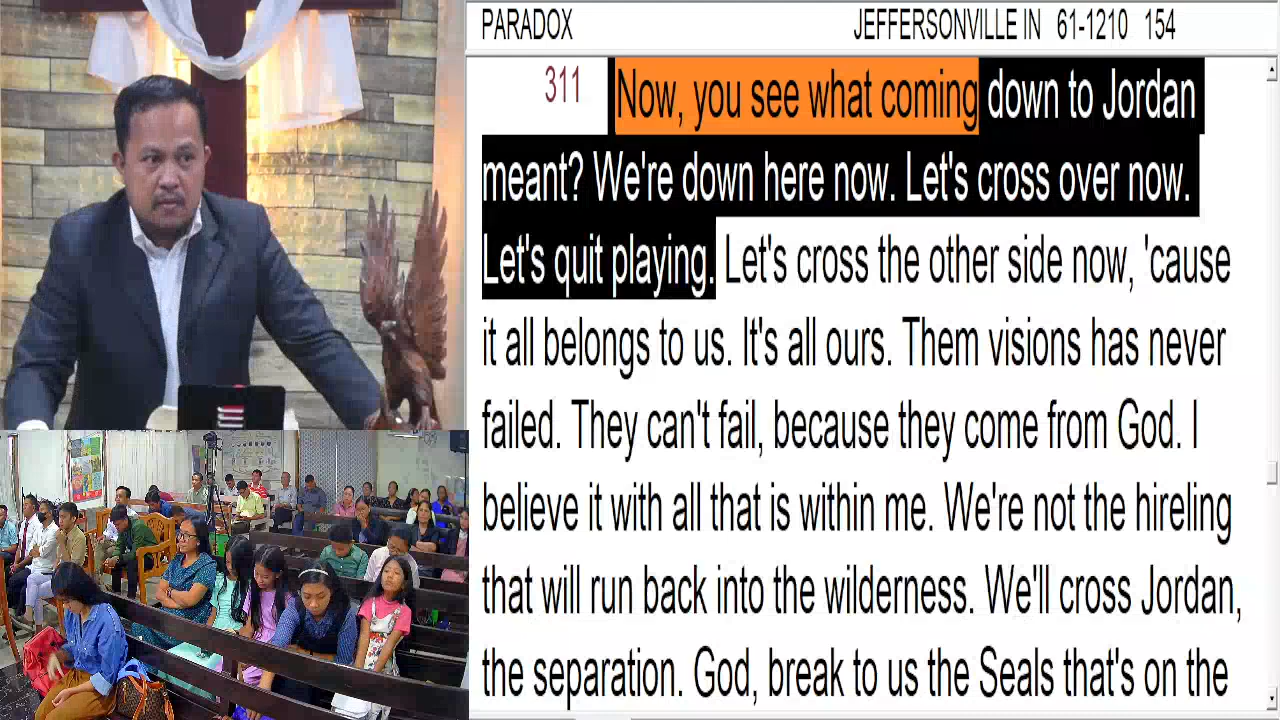 PARADOX JEFFERSONVILLE IN 61-1210 154
311 Now, you see what coming down to Jordan
meant? We're down here now. Let's cross over now.
Let's quit playing. Let's cross the other side now, 'cause
it all belongs to us. It's all ours. Them visions has never
failed. They can't fail, because they come from God. I
believe it with all that is within me. We're not the hireling
that will run back into the wilderness. We'll cross Jordan,
the separation. God, break to us the Seals that's on the